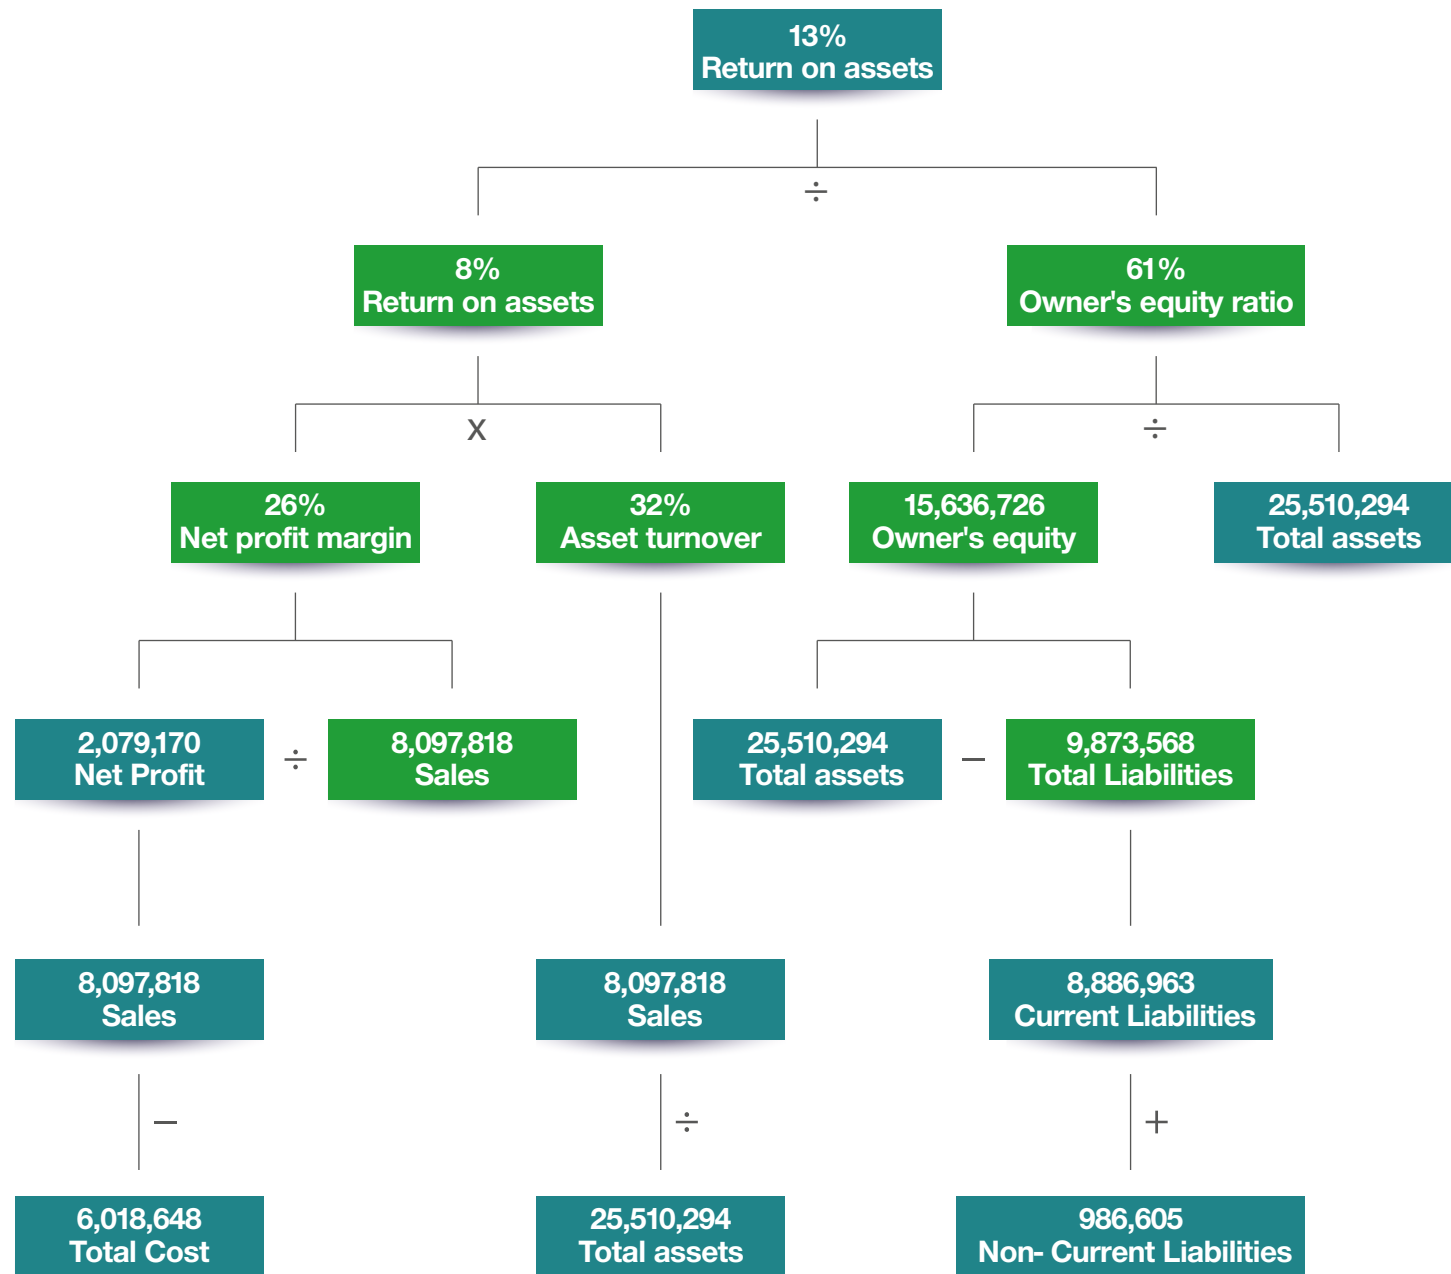 13%
Return on assets
÷
8%
Return on assets
61%
Owner's equity ratio
x
÷
26%
Net profit margin
32%
Asset turnover
15,636,726
Owner's equity
25,510,294
Total assets
2,079,170
Net Profit
÷
8,097,818
Sales
25,510,294
Total assets
–
9,873,568
Total Liabilities
8,097,818
Sales
8,097,818
Sales
8,886,963
Current Liabilities
–
÷
+
6,018,648
Total Cost
25,510,294
Total assets
986,605
Non- Current Liabilities